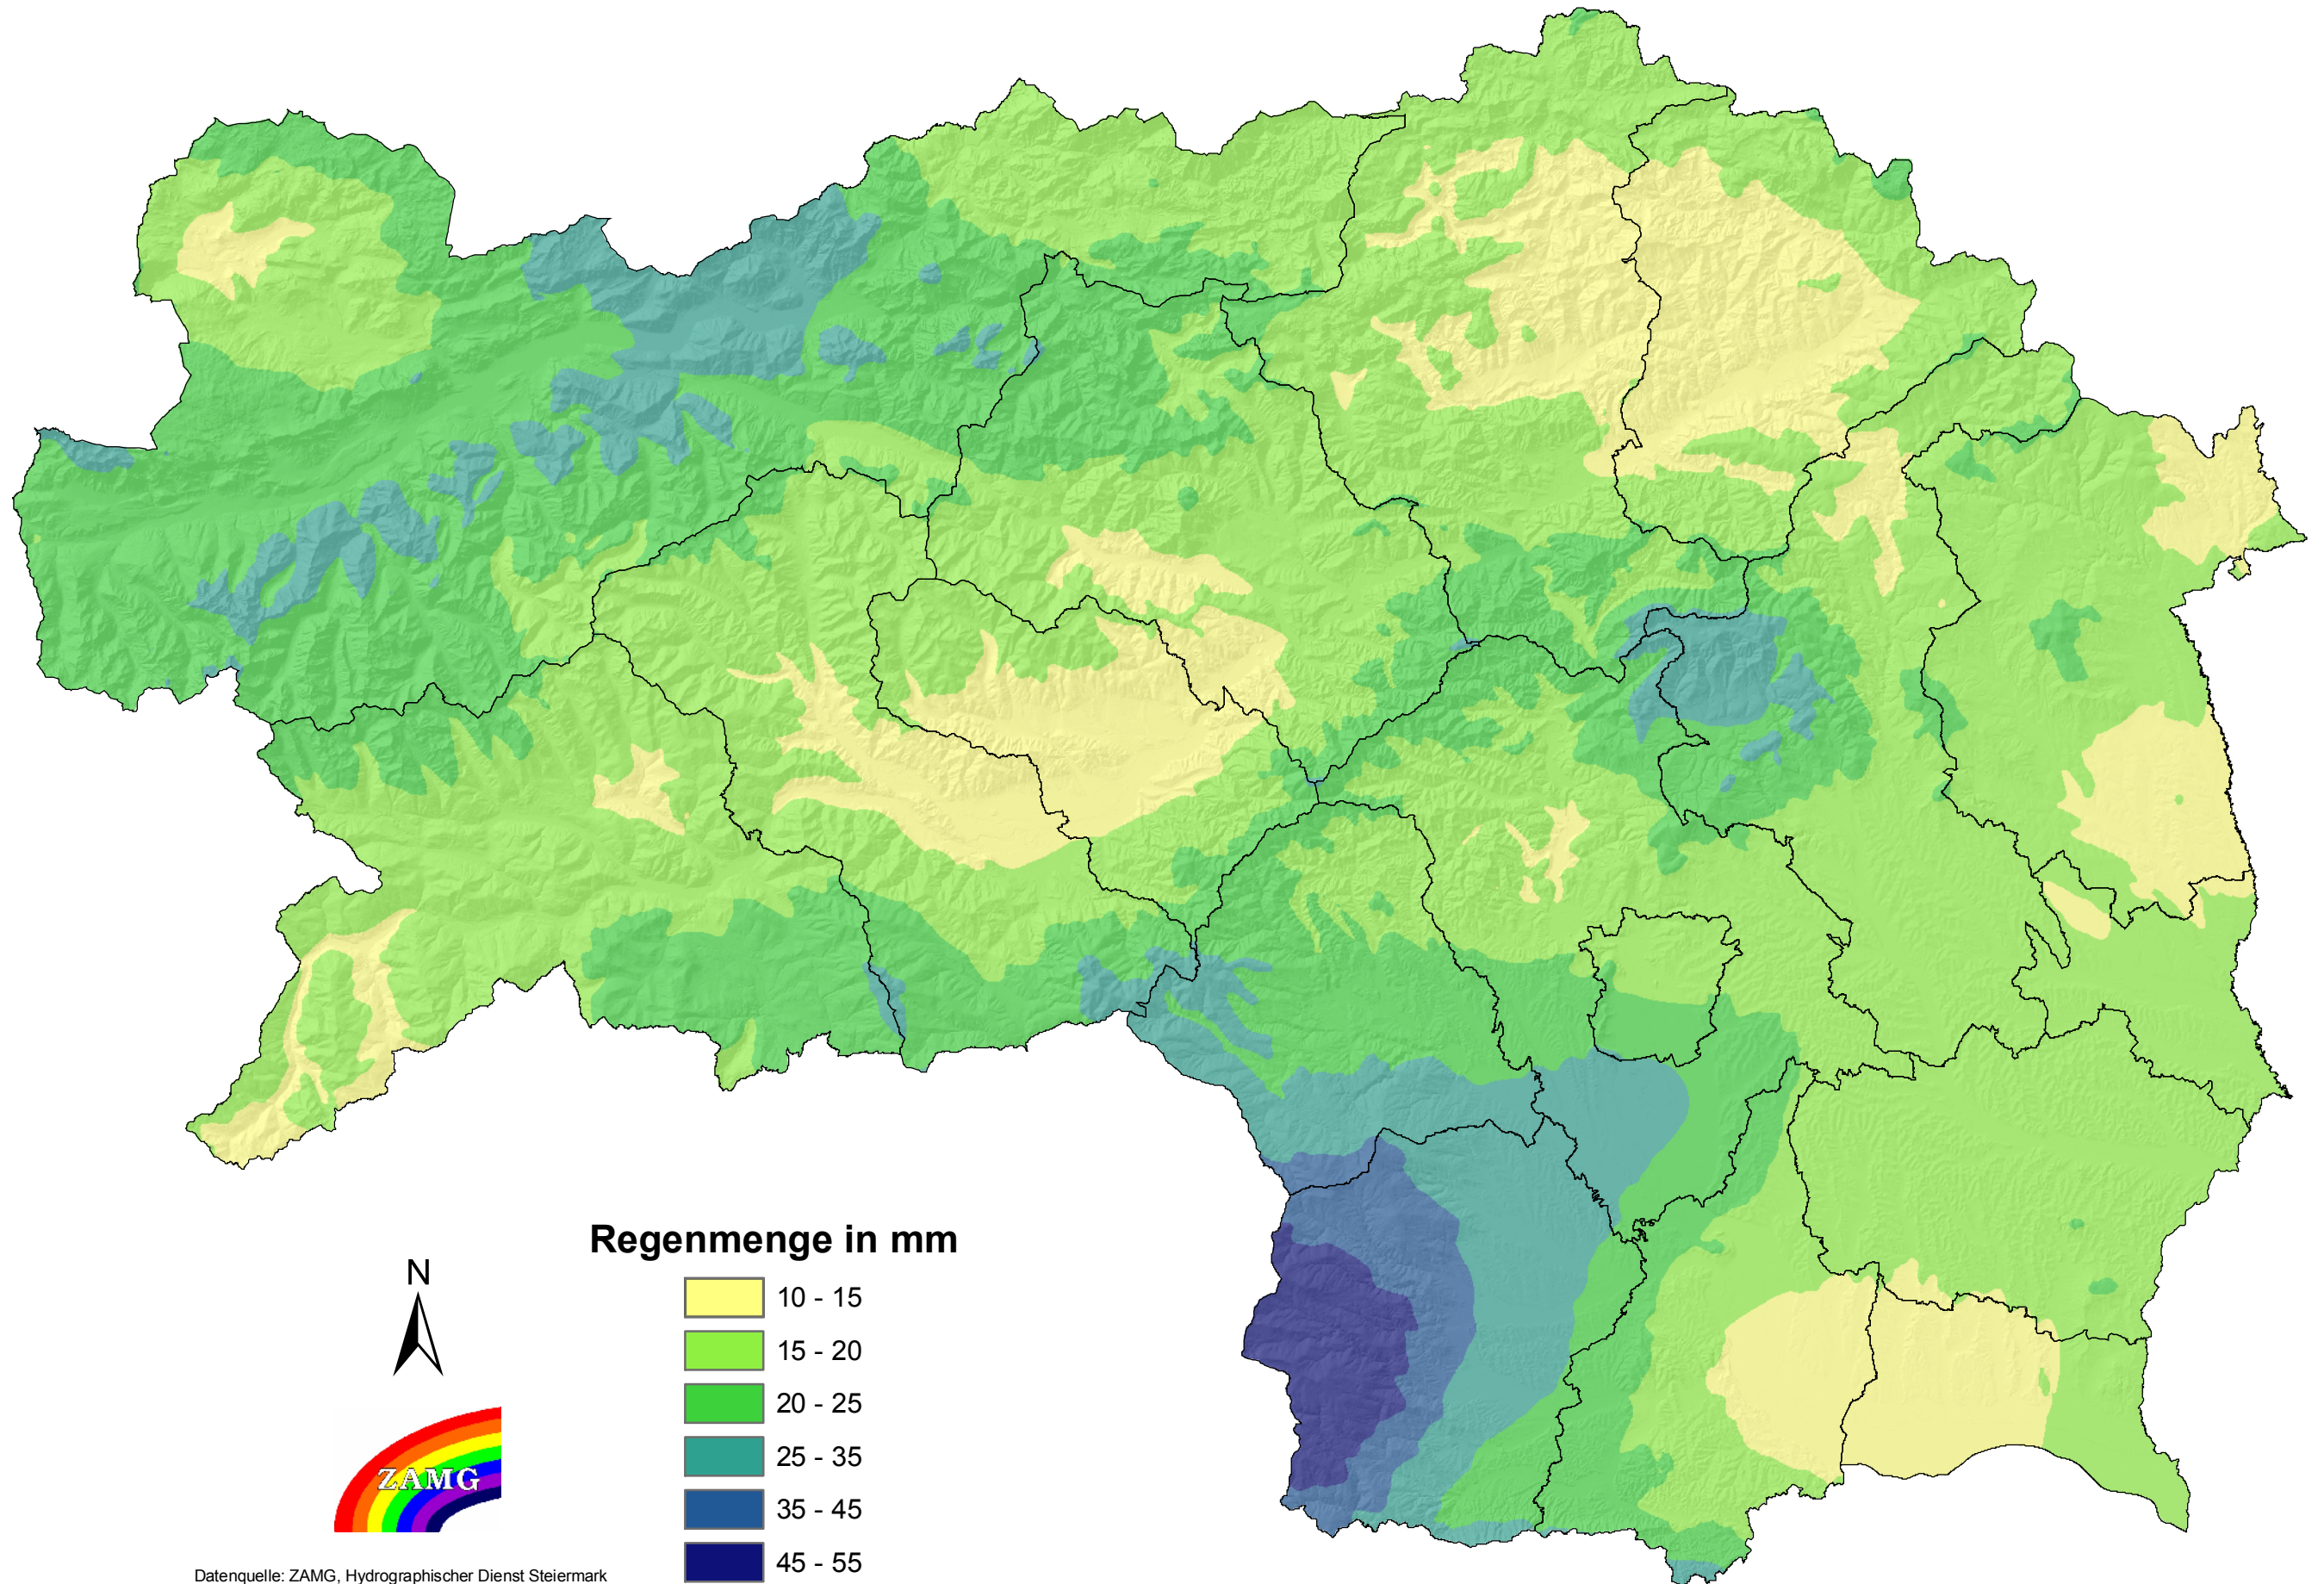 Regenmenge in mm
N
10 - 15
15 - 20
20 - 25
25 - 35
35 - 45
45 - 55
ZAMG
Datenquelle: ZAMG, Hydrographischer Dienst Steiermark